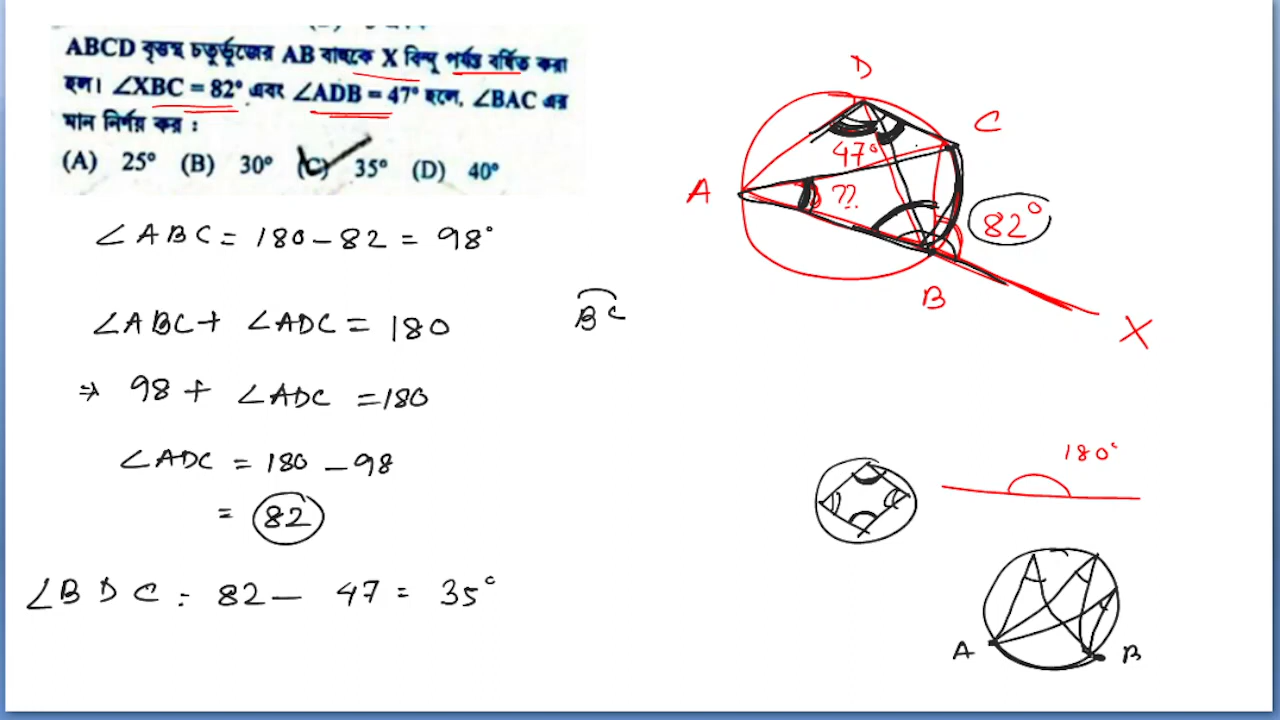 ABCD বৃত্তস্থ চতুর্ভূজের AB বাহুকে X বিন্দু পর্যন্ত বর্ধিত করা
হল। ∠XBC = 82° এবং ∠ADB = 47° হলে, ∠BAC এর
মান নির্ণয় কর :
(A) 25° (B) 30° (C) 35° (D) 40°
∠ABC = 180 – 82 = 98°
∠ABC + ∠ADC = 180
⇒ 98 + ∠ADC = 180
∠ADC = 180 – 98
= 82
∠BDC = 82 – 47 = 35°
BC
D
C
47°
A
??
82°
B
X
180°
A
B